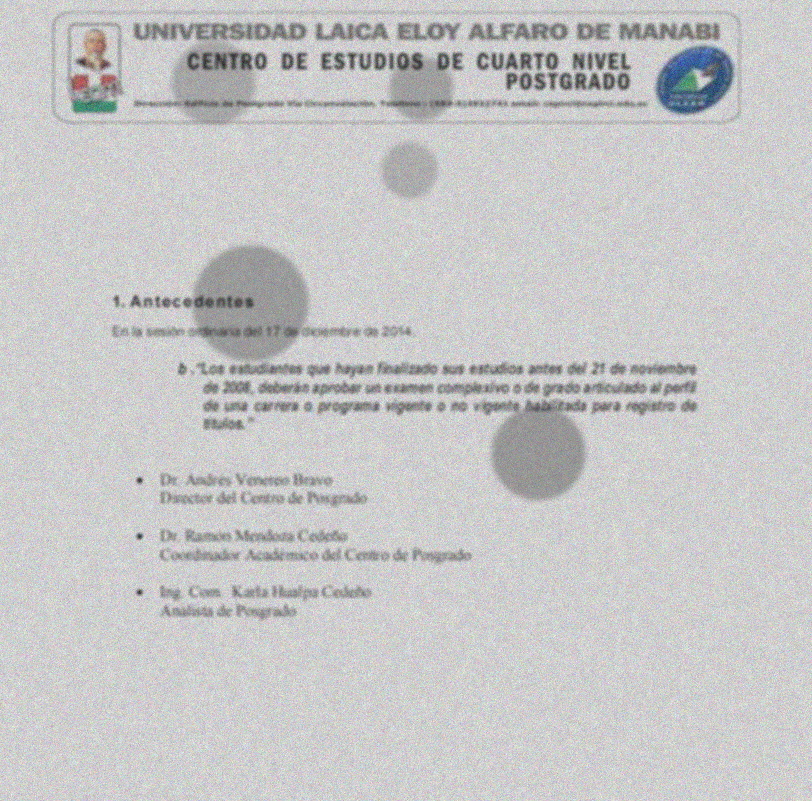 UNIVERSIDAD LAICA ELOY ALFARO DE MANABI
CENTRO DE ESTUDIOS DE CUARTO NIVEL
POSTGRADO
1. Antecedentes
En la sesión ordinaria del 17 de diciembre de 2014.
b. "Los estudiantes que hayan finalizado sus estudios antes del 21 de noviembre
de 2008, deberán aprobar un examen complexivo o de grado articulado al perfil
de una carrera o programa vigente o no vigente habilitada para registro de
títulos."
• Dr. Andrés Venereo Bravo
Director del Centro de Posgrado
• Dr. Ramón Mendoza Cedeño
Coordinador Académico del Centro de Posgrado
• Ing. Com. Karla Hualpa Cedeño
Analista de Posgrado